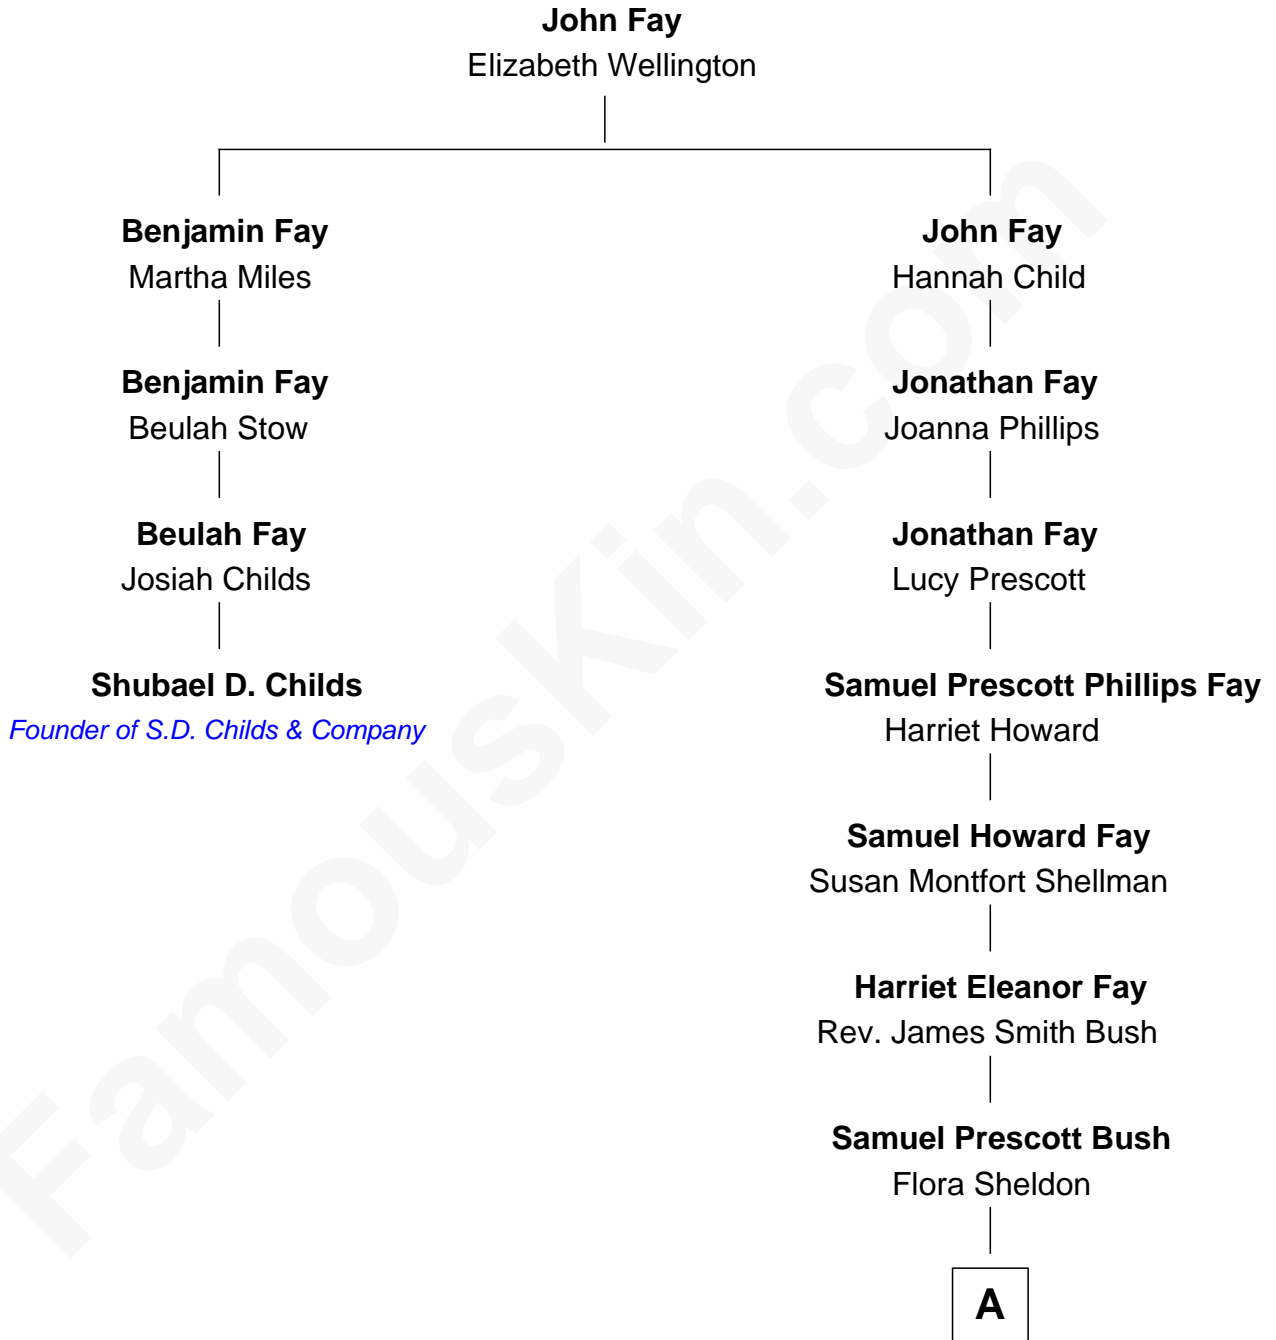 John Fay
Elizabeth Wellington
Benjamin Fay
Martha Miles
John Fay
Hannah Child
Benjamin Fay
Beulah Stow
Jonathan Fay
Joanna Phillips
Beulah Fay
Josiah Childs
Jonathan Fay
Lucy Prescott
Shubael D. Childs
Founder of S.D. Childs & Company
Samuel Prescott Phillips Fay
Harriet Howard
Samuel Howard Fay
Susan Montfort Shellman
Harriet Eleanor Fay
Rev. James Smith Bush
Samuel Prescott Bush
Flora Sheldon
A
FamousKin.com